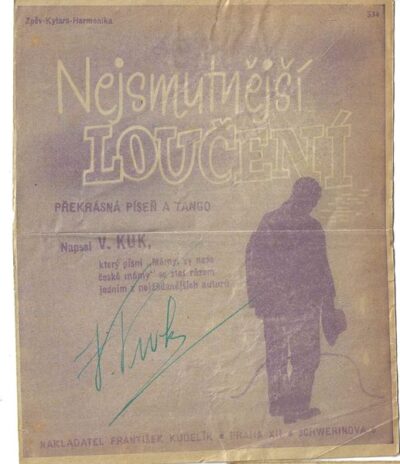 Zpěv-Kytara-Harmonika
334
Nejsmutnější
LOUČENÍ
PŘEKRÁSNÁ PÍSEŇ A TANGO
Napsal V. KUK,
který písní „Mámy, vy naše
české mámy" se stal rázem
jedním z nejžádanějších autorů
V. Kuk
NAKLADATEL FRANTIŠEK KUDELÍK ★ PRAHA XII ★ SCHWERINOVA